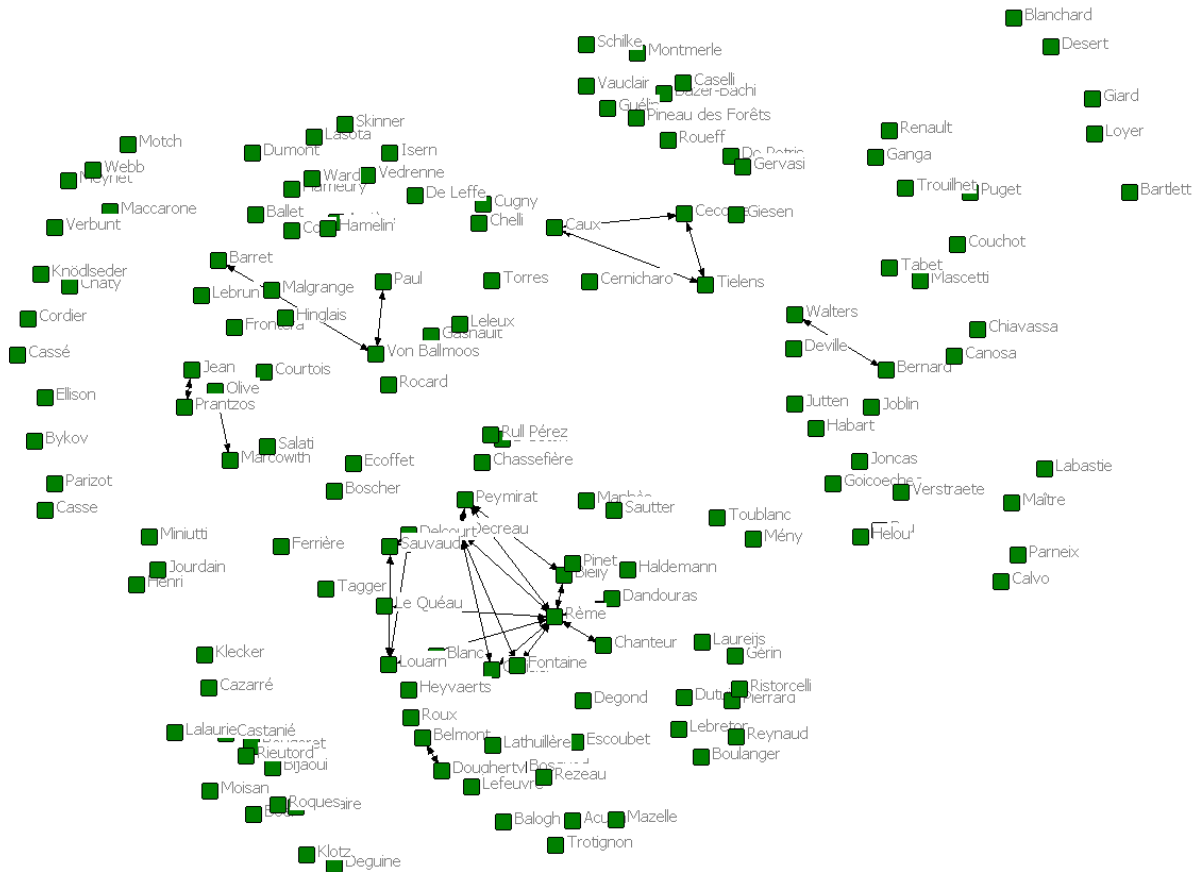 Blanchard
Schilke
Desert
Montmerle
Vauclair
Caselli
Giard
Pineau des Forêts
Skinner
Renault
Loyer
Lasota
Roueff
Motch
Dumont
Isern
Ganga
Gervasi
Webb
Ward
Vedrenne
Trouilhet
Puget
Bartlett
De Leffe
Cugny
Maccarone
Ballet
Giesen
Verbunt
Hamelin
Chelli
Caux
Couchot
Barret
Tabet
Knödlseder
Paul
Torres
Cernicharo
Tielens
Mascetti
Chaty
Lebrun
Malgrange
Cordier
Hinglais
Walters
Leleux
Chiavassa
Deville
Cassé
Von Ballmoos
Canosa
Jean
Courtois
Bernard
Olive
Rocard
Ellison
Prantzos
Jutten
Joblin
Habart
Bykov
Rull Pérez
Salati
Marcowith
Ecoffet
Chassefière
Joncas
Labastie
Parizot
Boscher
Verstraete
Casse
Peymirat
Sautter
Maître
Toublanc
Miniutti
Mény
Helou
Ferrière
Sauvaud
Parneix
Jourdain
Pinet
Haldemann
Henri
Calvo
Tagger
Le Quéau
Dandouras
Rème
Chanteur
Laureijs
Klecker
Blanc
Gérin
Louarn
Fontaine
Cazarré
Heyvaerts
Ristorcelli
Degond
Pierrard
Roux
Lalaurie
Castanié
Belmont
Lathuillère
Escoubet
Reynaud
Rieutord
Boulanger
Bijaoui
Rezeau
Lefeuvre
Moisan
Roques
Balogh
Mazelle
Trotignon
Klotz
Deguine